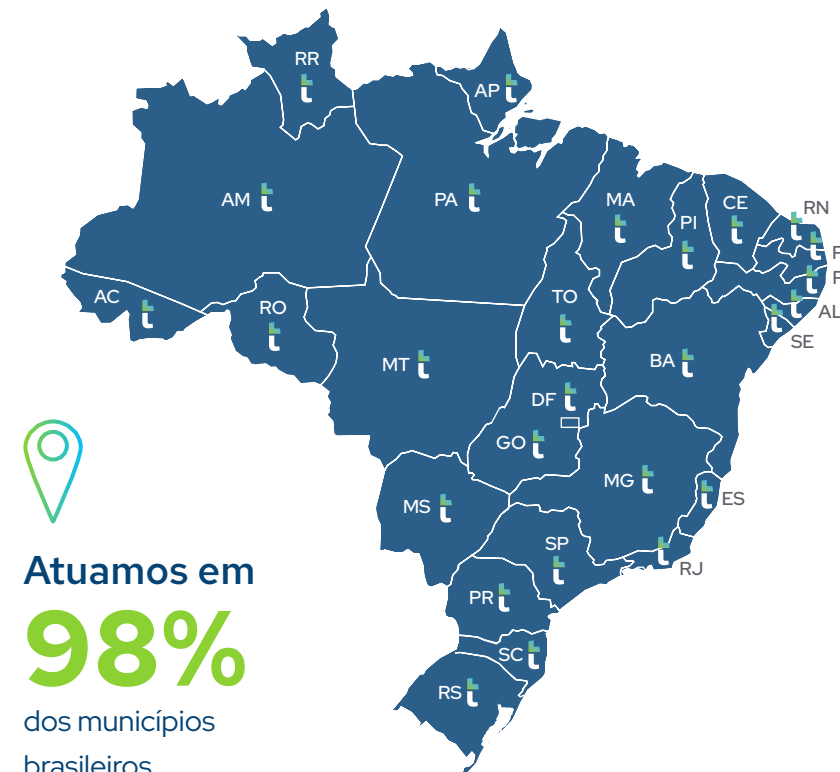 RR
AP
AM
PA
MA
PI
CE
RN
AC
RO
TO
AL
SE
MT
BA
DF
GO
MG
ES
MS
SP
RJ
PR
SC
RS
Atuamos em
98%
dos municípios
brasileiros